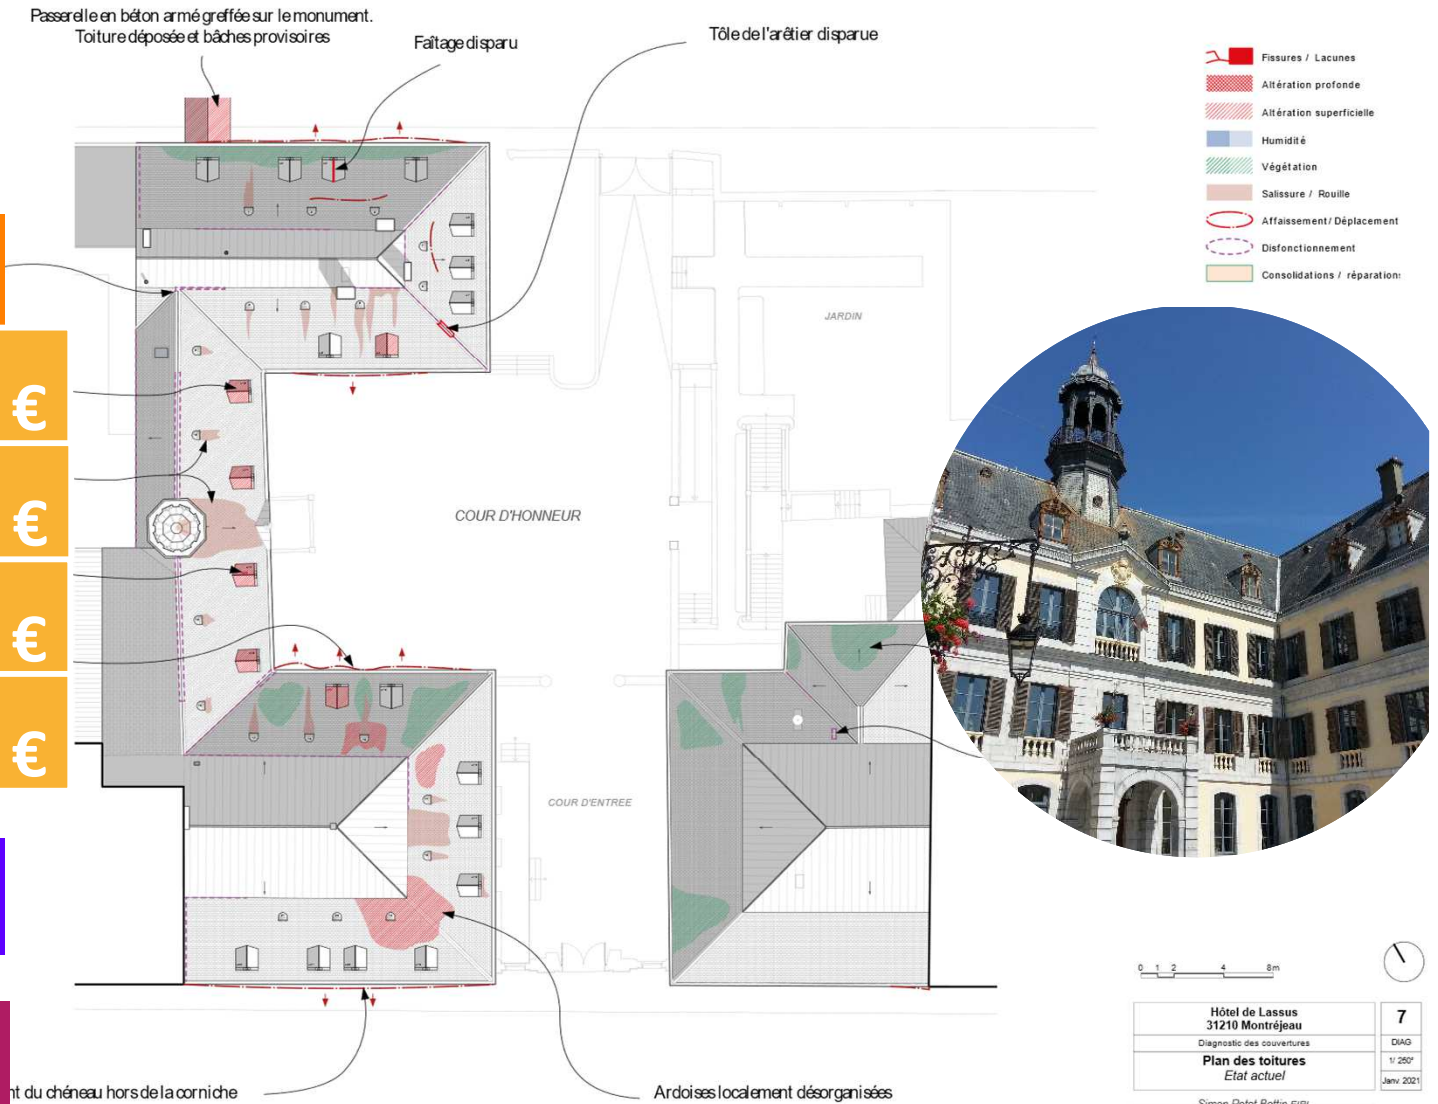 Passerelle en béton armé greffée sur le monument.
Toiture déposée et bâches provisoires
Faîtage disparu
Tôle de l'arêtier disparue
Fissures / Lacunes
Altération profonde
Altération superficielle
Humidité
Végétation
Salissure / Rouille
Affaissement / Déplacement
Disfonctionnement
Consolidations / réparations
JARDIN
€
COUR D'HONNEUR
€
€
€
COUR D'ENTREE
0 1 2 4 8m
Hôtel de Lassus
31210 Montréjeau
7
Diagnostic des couvertures
DIAG
Plan des toitures
Etat actuel
1/ 250°
Janv. 2021
nt du chéneau hors de la corniche
Ardoises localement désorganisées